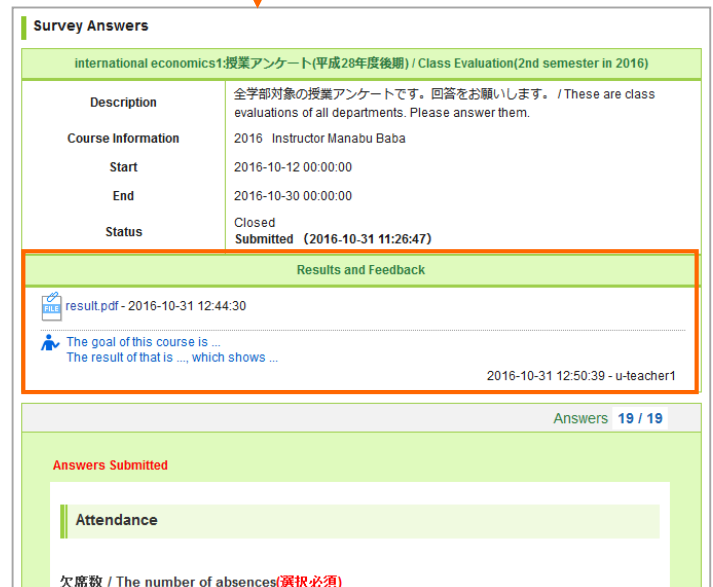 Survey Answers
international economics1:授業アンケート(平成28年度後期) / Class Evaluation(2nd semester in 2016)
Description
全学部対象の授業アンケートです。回答をお願いします。 / These are class
evaluations of all departments. Please answer them.
Course Information
2016 Instructor Manabu Baba
Start
2016-10-12 00:00:00
End
2016-10-30 00:00:00
Status
Closed
Submitted （2016-10-31 11:26:47）
Results and Feedback
FILE
result.pdf - 2016-10-31 12:44:30
The goal of this course is ...
The result of that is ..., which shows ...
2016-10-31 12:50:39 - u-teacher1
Answers 19 / 19
Answers Submitted
Attendance
欠席数 / The number of absences(選択必須)